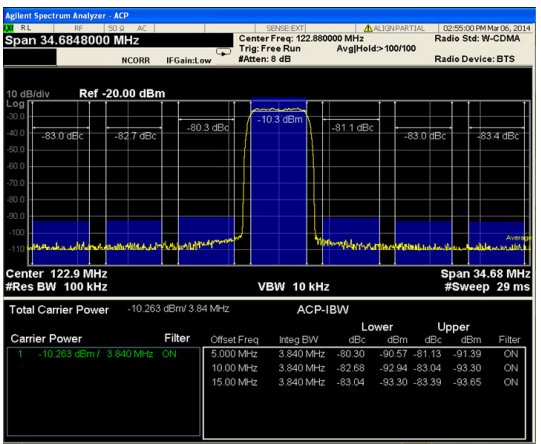 Agilent Spectrum Analyzer - ACP
RL RF 50 Ω AC SENSE:EXT ALIGNPARTIAL 02:55:00 PM Mar 06, 2014
Span 34.6848000 MHz Center Freq: 122.880000 MHz Radio Std: W-CDMA
Trig: Free Run Avg|Hold:>100/100
NCORR IFGain:Low #Atten: 8 dB Radio Device: BTS
10 dB/div Ref -20.00 dBm
Log
-30.0
-40.0
-50.0
-60.0
-70.0
-80.0
-90.0
-100
-110
-83.0 dBc -82.7 dBc -80.3 dBc -10.3 dBm -81.1 dBc -83.0 dBc -83.4 dBc
Average
Center 122.9 MHz Span 34.68 MHz
#Res BW 100 kHz VBW 10 kHz #Sweep 29 ms
Total Carrier Power -10.263 dBm/ 3.84 MHz ACP-IBW
Lower Upper
Carrier Power Filter Offset Freq Integ BW dBc dBm dBc dBm Filter
1 -10.263 dBm / 3.840 MHz ON 5.000 MHz 3.840 MHz -80.30 -90.57 -81.13 -91.39 ON
10.00 MHz 3.840 MHz -82.68 -92.94 -83.04 -93.30 ON
15.00 MHz 3.840 MHz -83.04 -93.30 -83.39 -93.65 ON